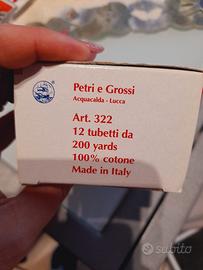 Petri e Grossi
Acquacalda - Lucca
Art. 322
12 tubetti da
200 yards
100% cotone
Made in Italy
subito